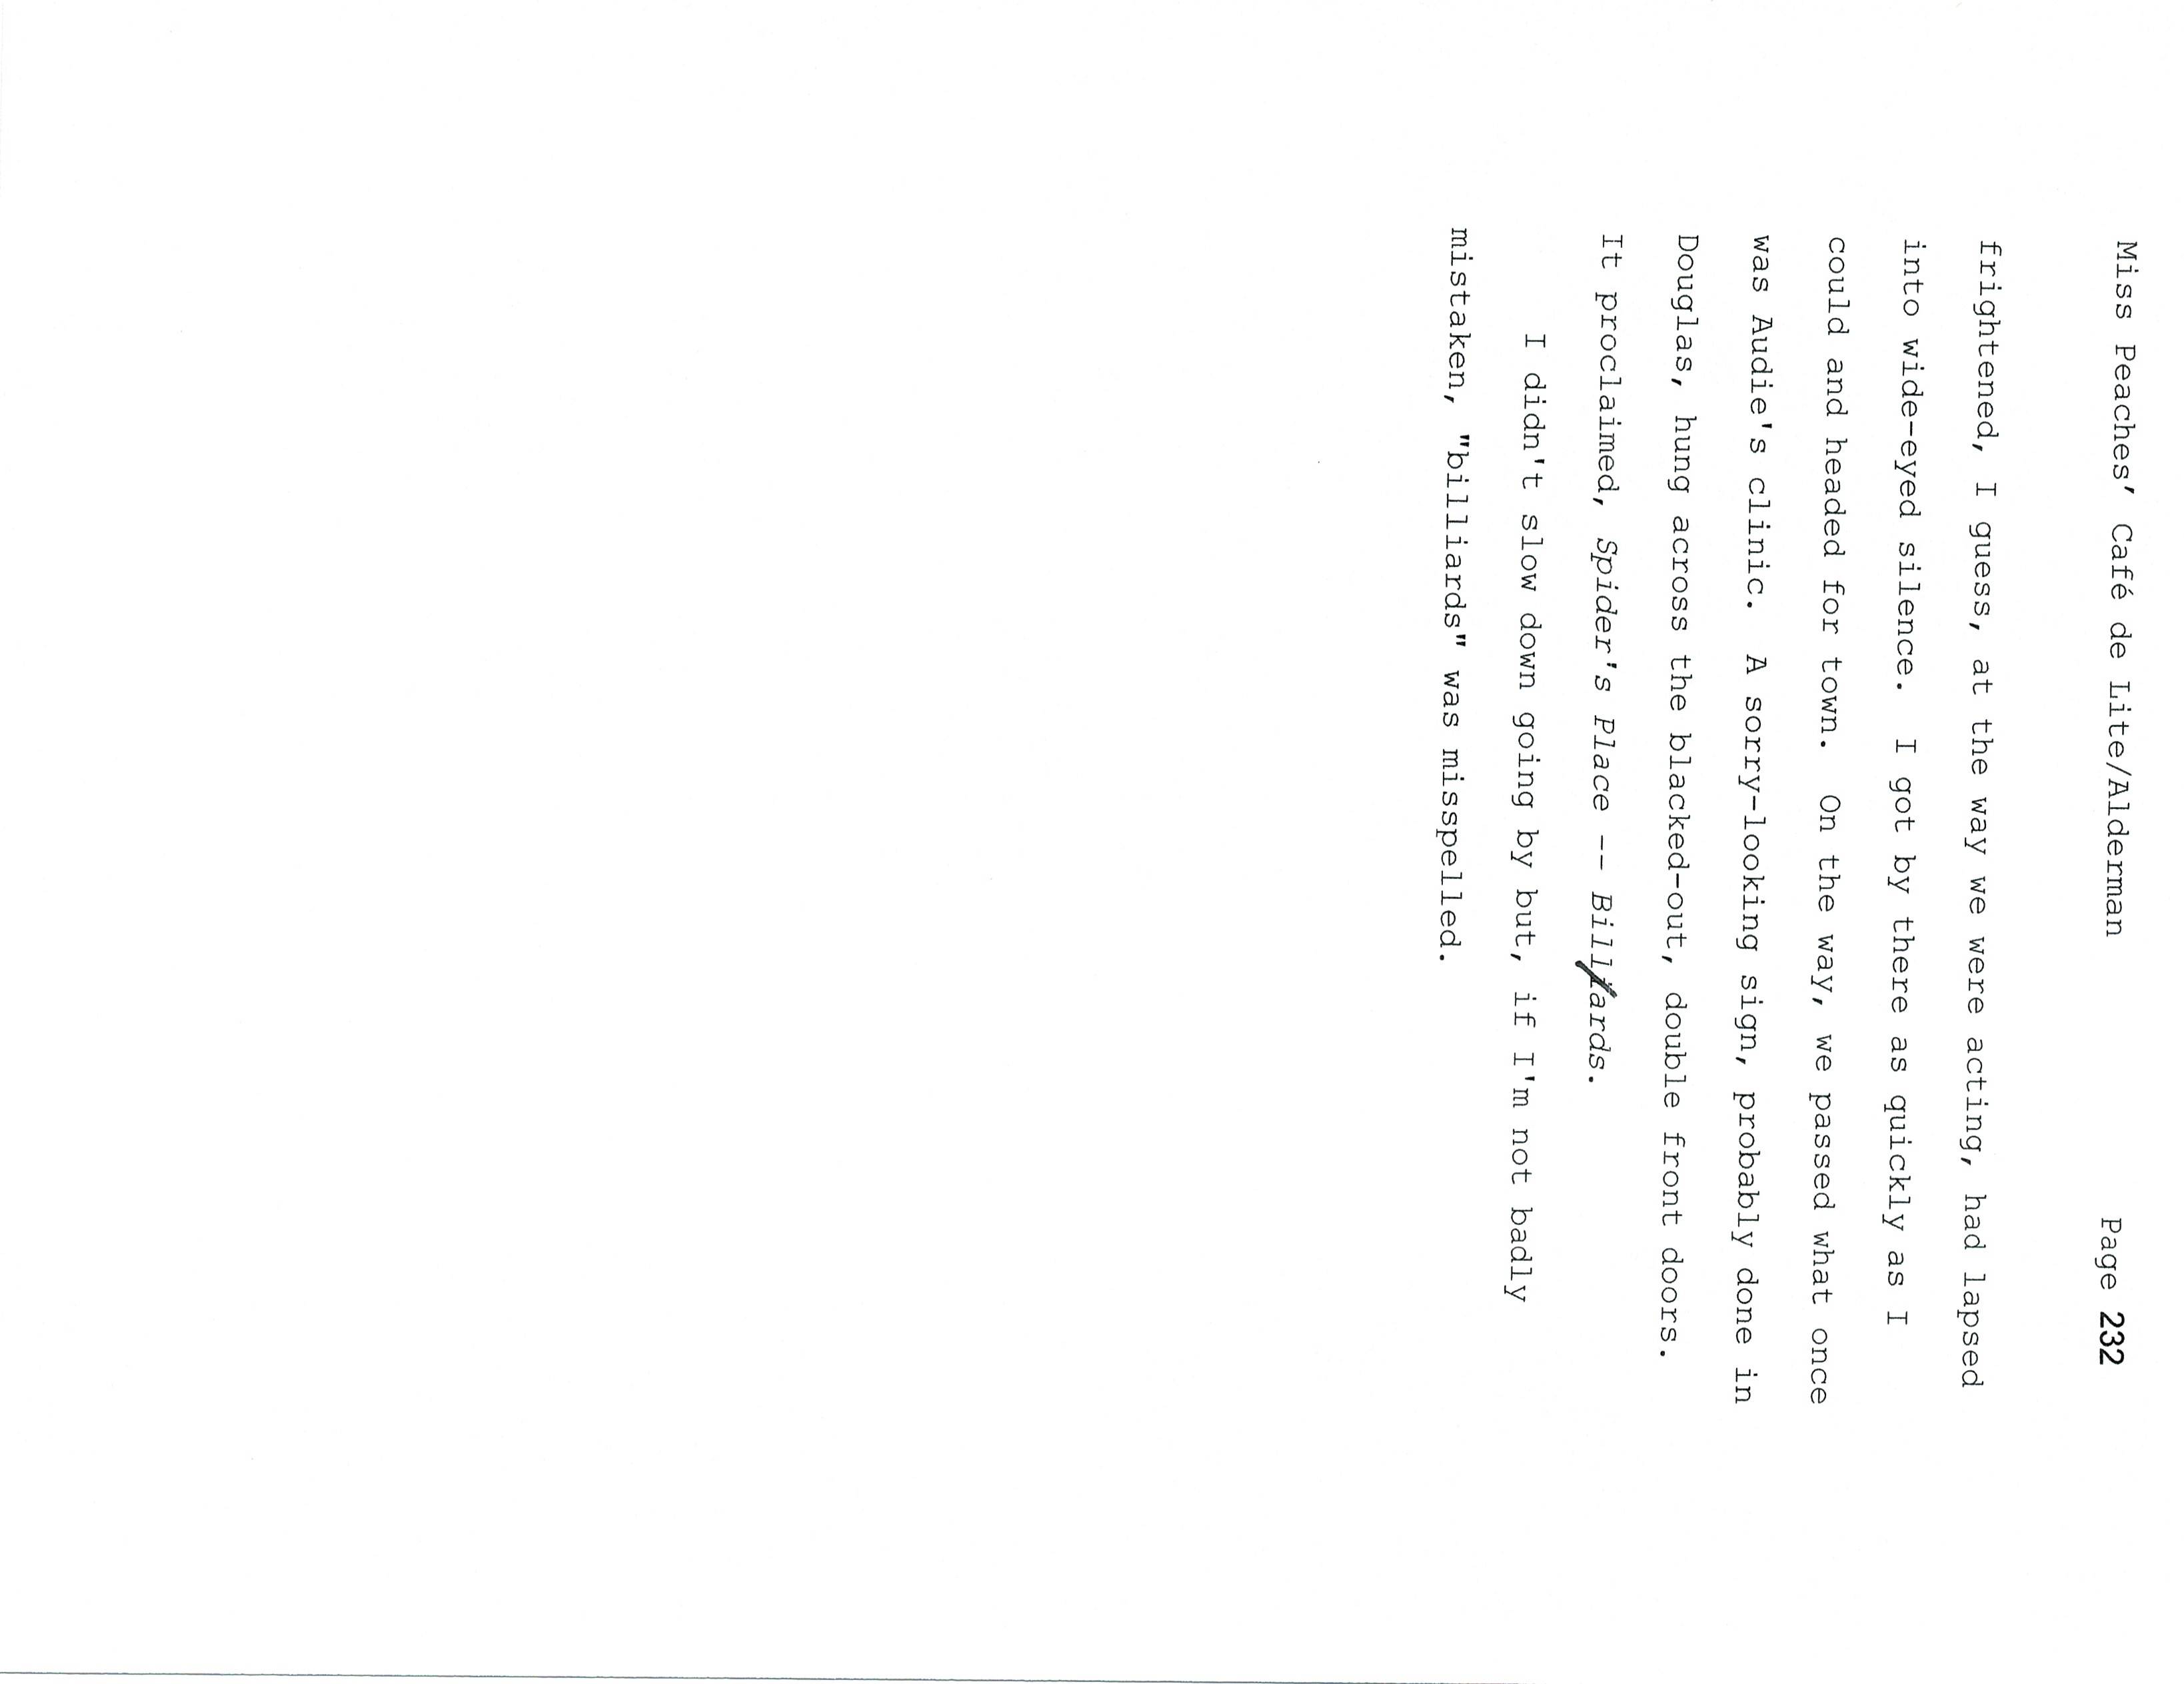 Miss Peaches' Café de Lite/Alderman Page 232
frightened, I guess, at the way we were acting, had lapsed
into wide-eyed silence. I got by there as quickly as I
could and headed for town. On the way, we passed what once
was Audie's clinic. A sorry-looking sign, probably done in
Douglas, hung across the blacked-out, double front doors.
It proclaimed, Spider's Place -- Billards.
I didn't slow down going by but, if I'm not badly
mistaken, "billiards" was misspelled.